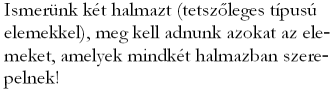 Ismerünk két halmazt (tetszőleges típusú
elemekkel), meg kell adnunk azokat az ele-
meket, amelyek mindkét halmazban szere-
pelnek!